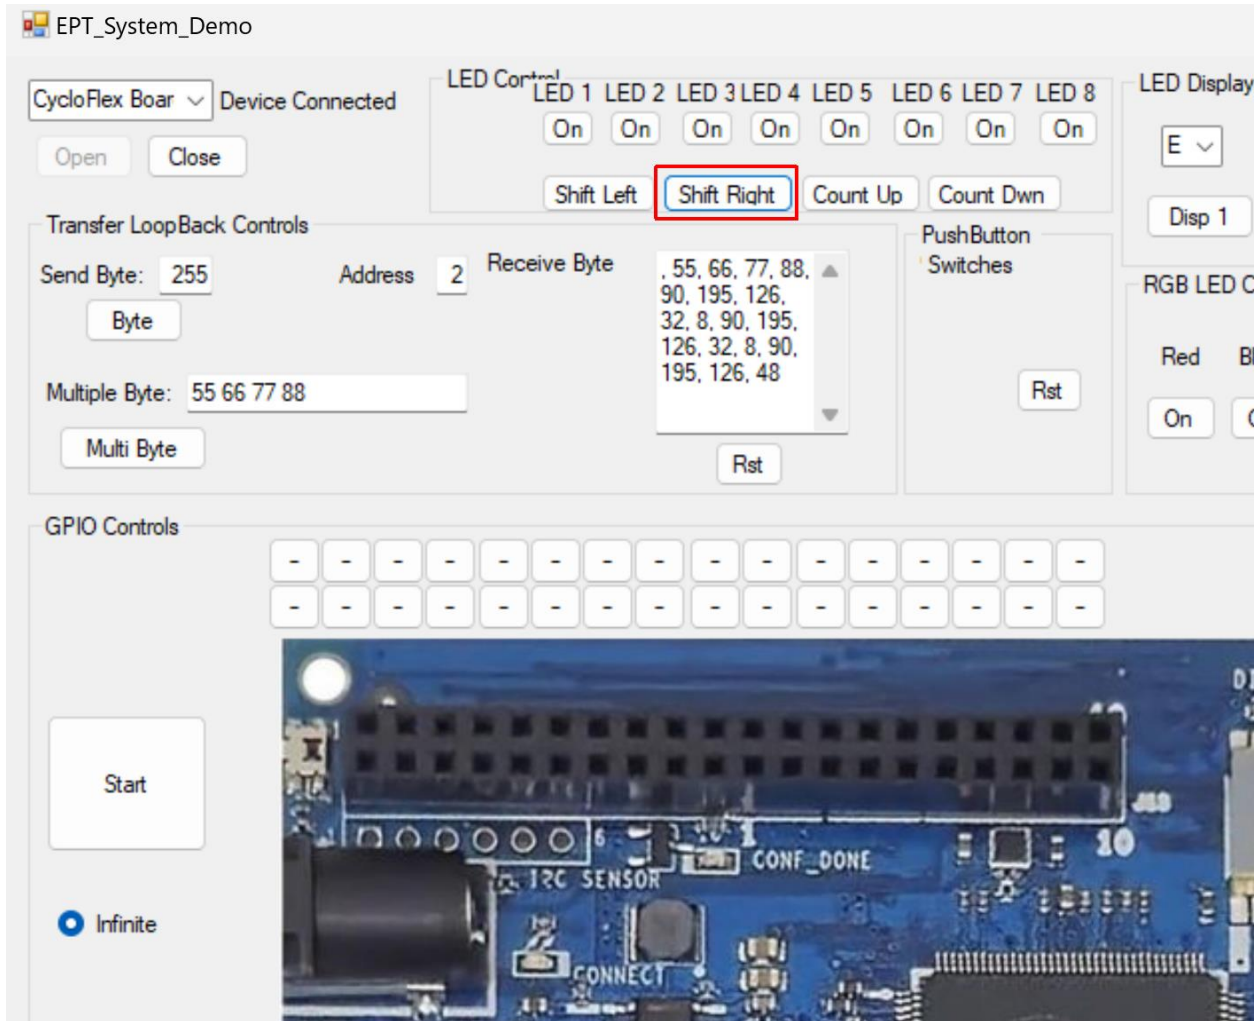 EPT_System_Demo
CycloFlex Boar
Device Connected
Open
Close
LED Control
LED 1 LED 2 LED 3 LED 4 LED 5 LED 6 LED 7 LED 8
On On On On On On On On
Shift Left Shift Right Count Up Count Dwn
LED Display
E
Disp 1
Transfer LoopBack Controls
Send Byte: 255
Address 2
Byte
Multiple Byte: 55 66 77 88
Multi Byte
Receive Byte
, 55, 66, 77, 88,
90, 195, 126,
32, 8, 90, 195,
126, 32, 8, 90,
195, 126, 48
Rst
PushButton
Switches
Rst
RGB LED C
Red Bl
On
GPIO Controls
- - - - - - - - - - - - - - - -
- - - - - - - - - - - - - - - -
Start
Infinite
6
1
10
I2C SENSOR
CONF_DONE
CONNECT